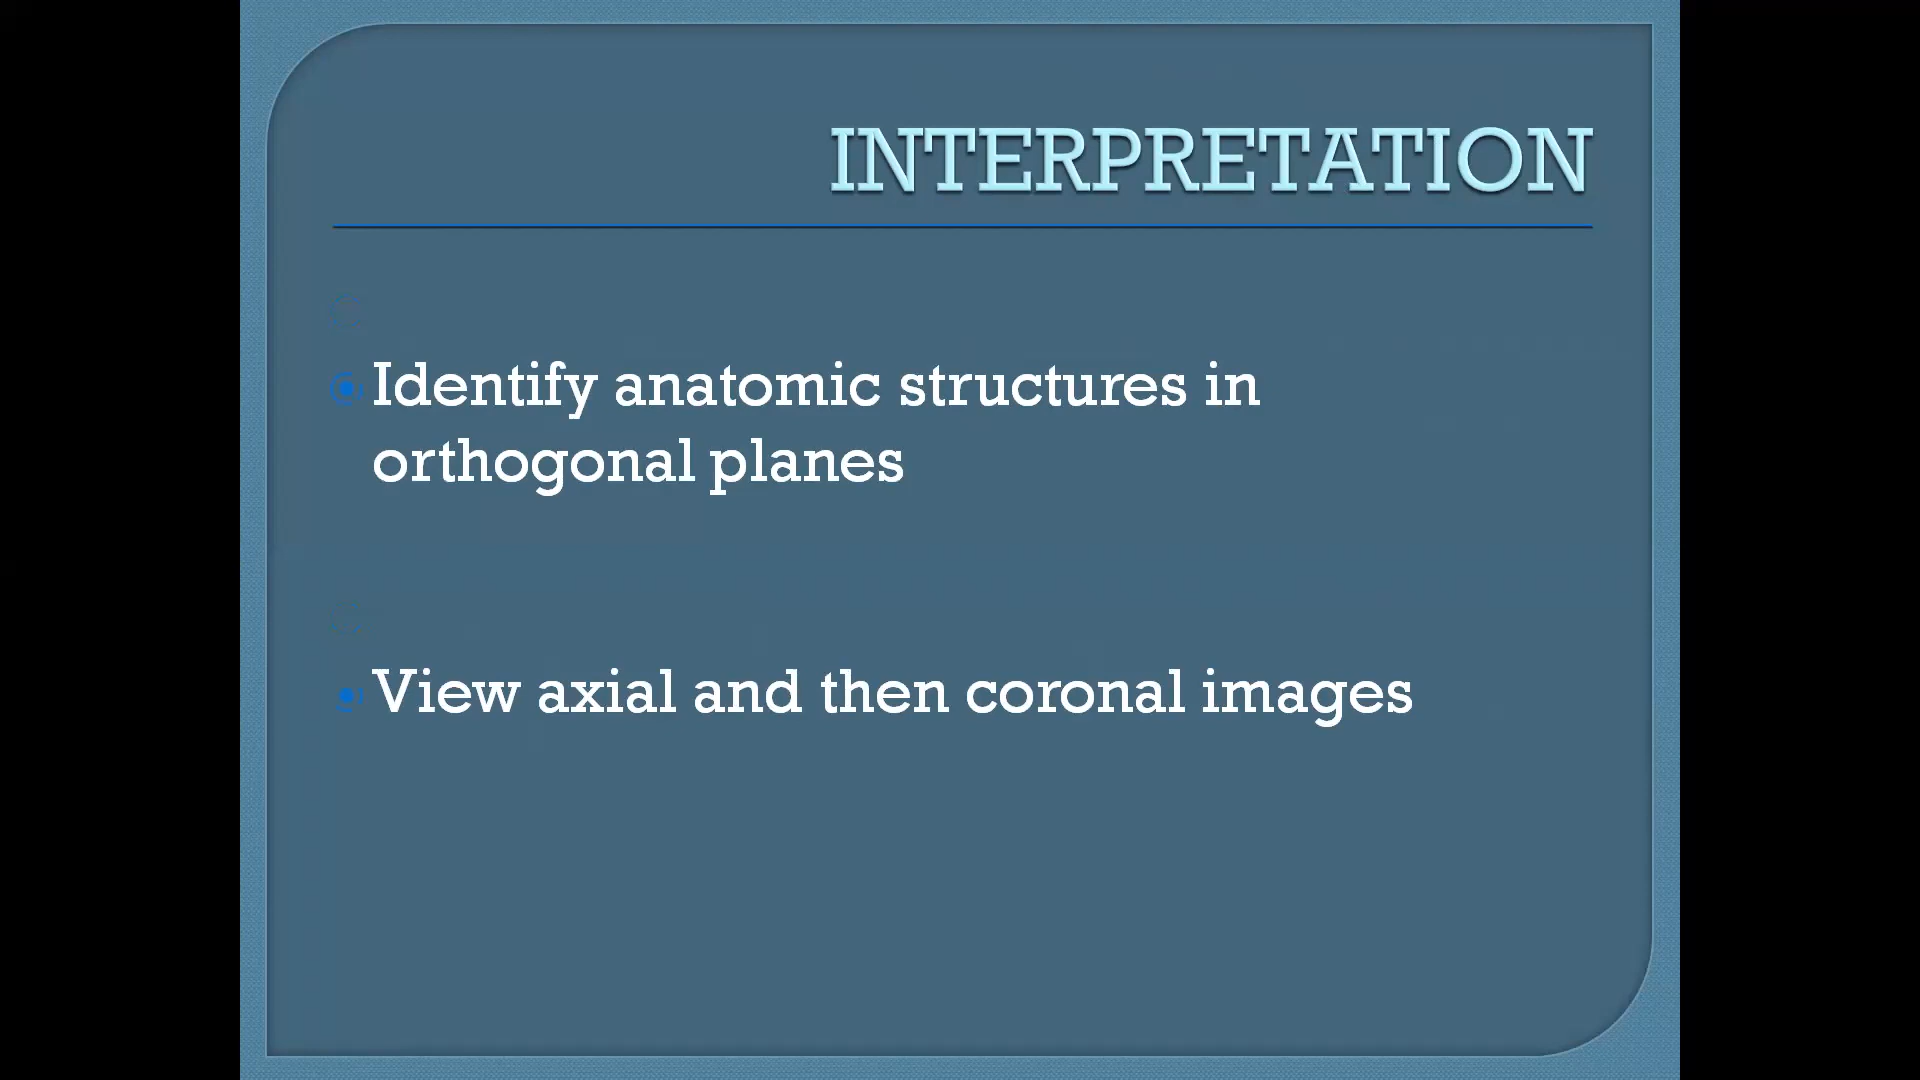 INTERPRETATION
Identify anatomic structures in
orthogonal planes
View axial and then coronal images